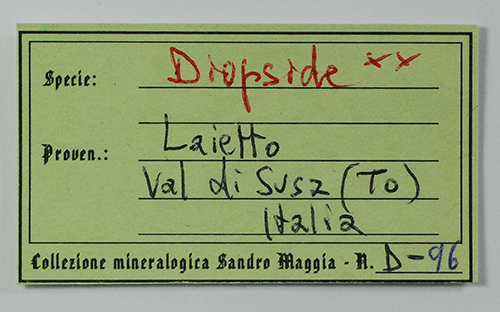 Specie: Diopside xx
Proven.: Laietto
Val di Susa (TO)
Italia
Collezione mineralogica Sandro Maggia - N. D-96